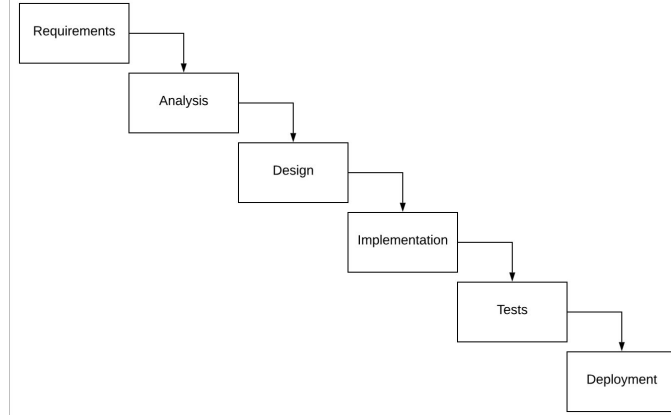 Requirements
Analysis
Design
Implementation
Tests
Deployment